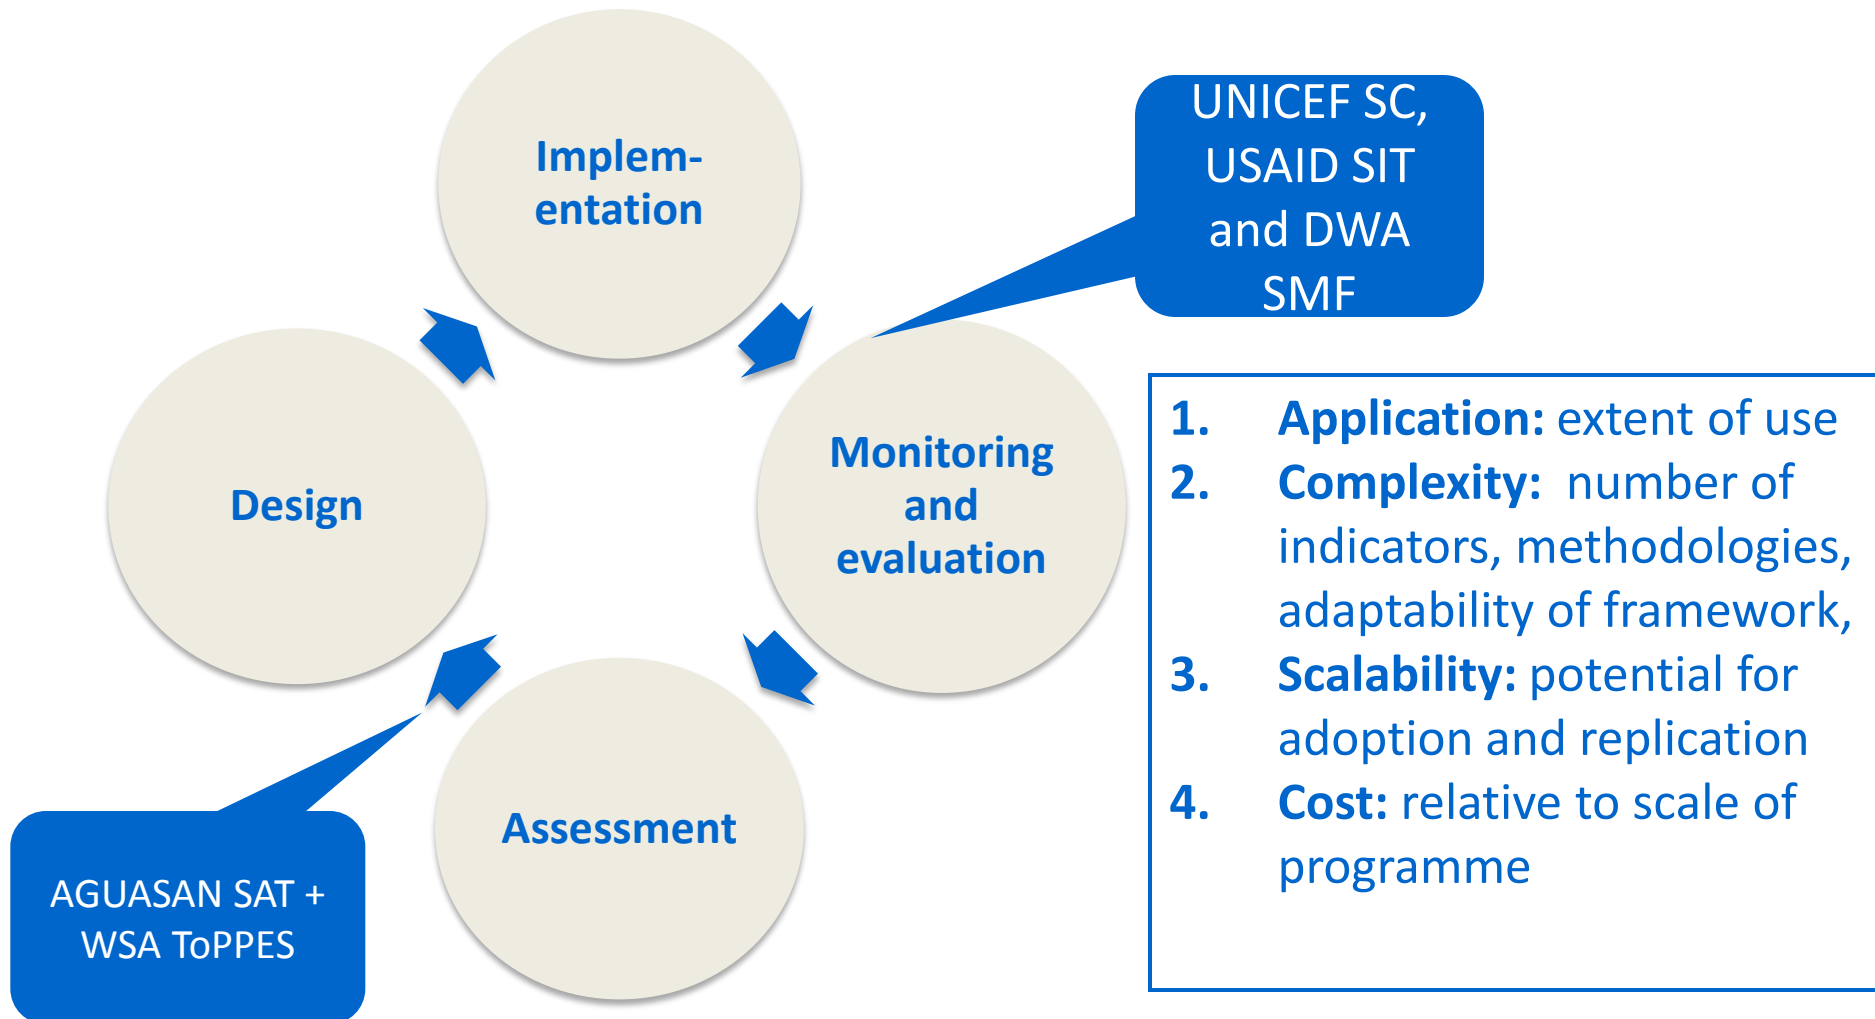 Implem-
entation
UNICEF SC,
USAID SIT
and DWA
SMF
Design
Monitoring
and
evaluation
Assessment
AGUASAN SAT +
WSA ToPPES
1. Application: extent of use
2. Complexity: number of
indicators, methodologies,
adaptability of framework,
3. Scalability: potential for
adoption and replication
4. Cost: relative to scale of
programme